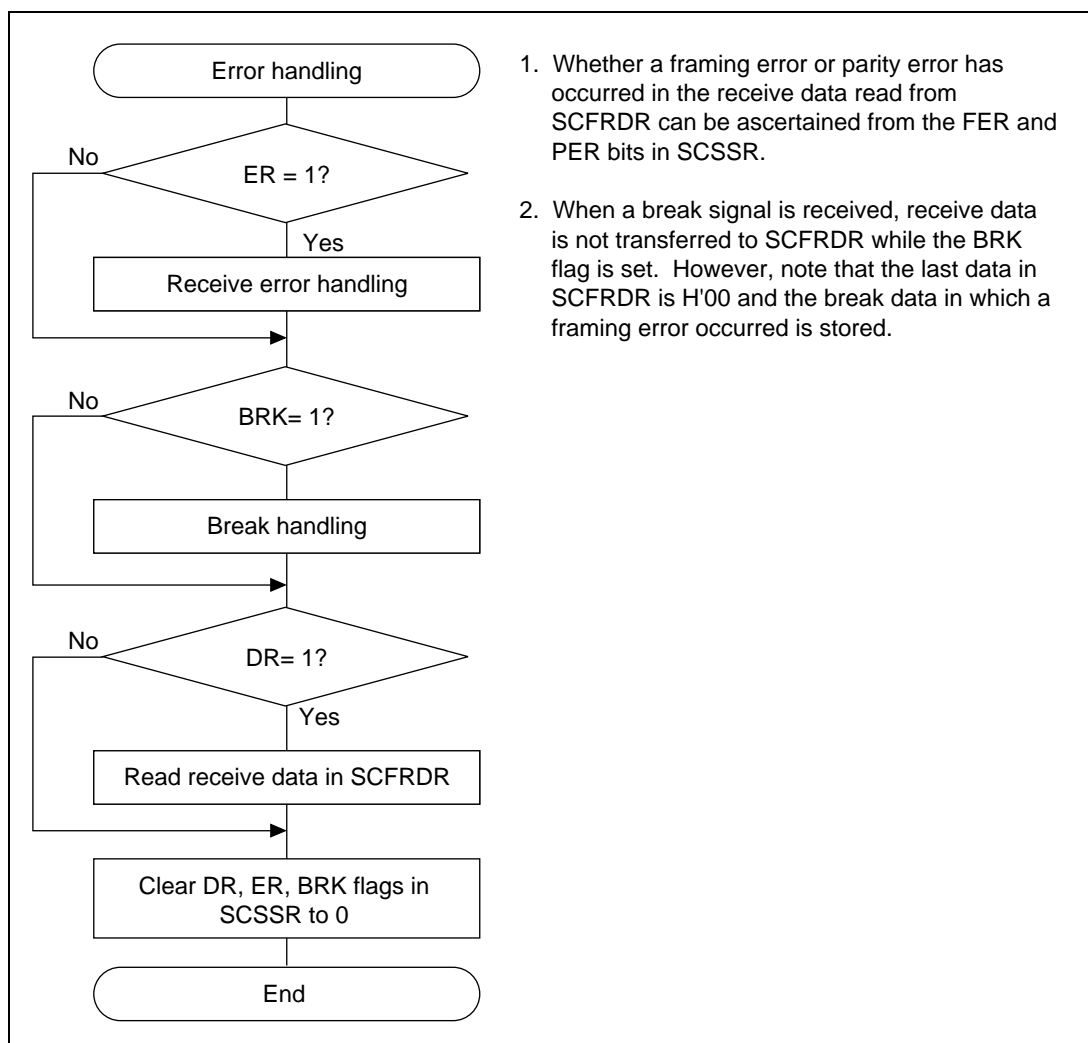 Error handling
No
ER = 1?
Yes
Receive error handling
No
BRK= 1?
Break handling
No
DR= 1?
Yes
Read receive data in SCFRDR
Clear DR, ER, BRK flags in
SCSSR to 0
End
1. Whether a framing error or parity error has
occurred in the receive data read from
SCFRDR can be ascertained from the FER and
PER bits in SCSSR.
2. When a break signal is received, receive data
is not transferred to SCFRDR while the BRK
flag is set. However, note that the last data in
SCFRDR is H'00 and the break data in which a
framing error occurred is stored.